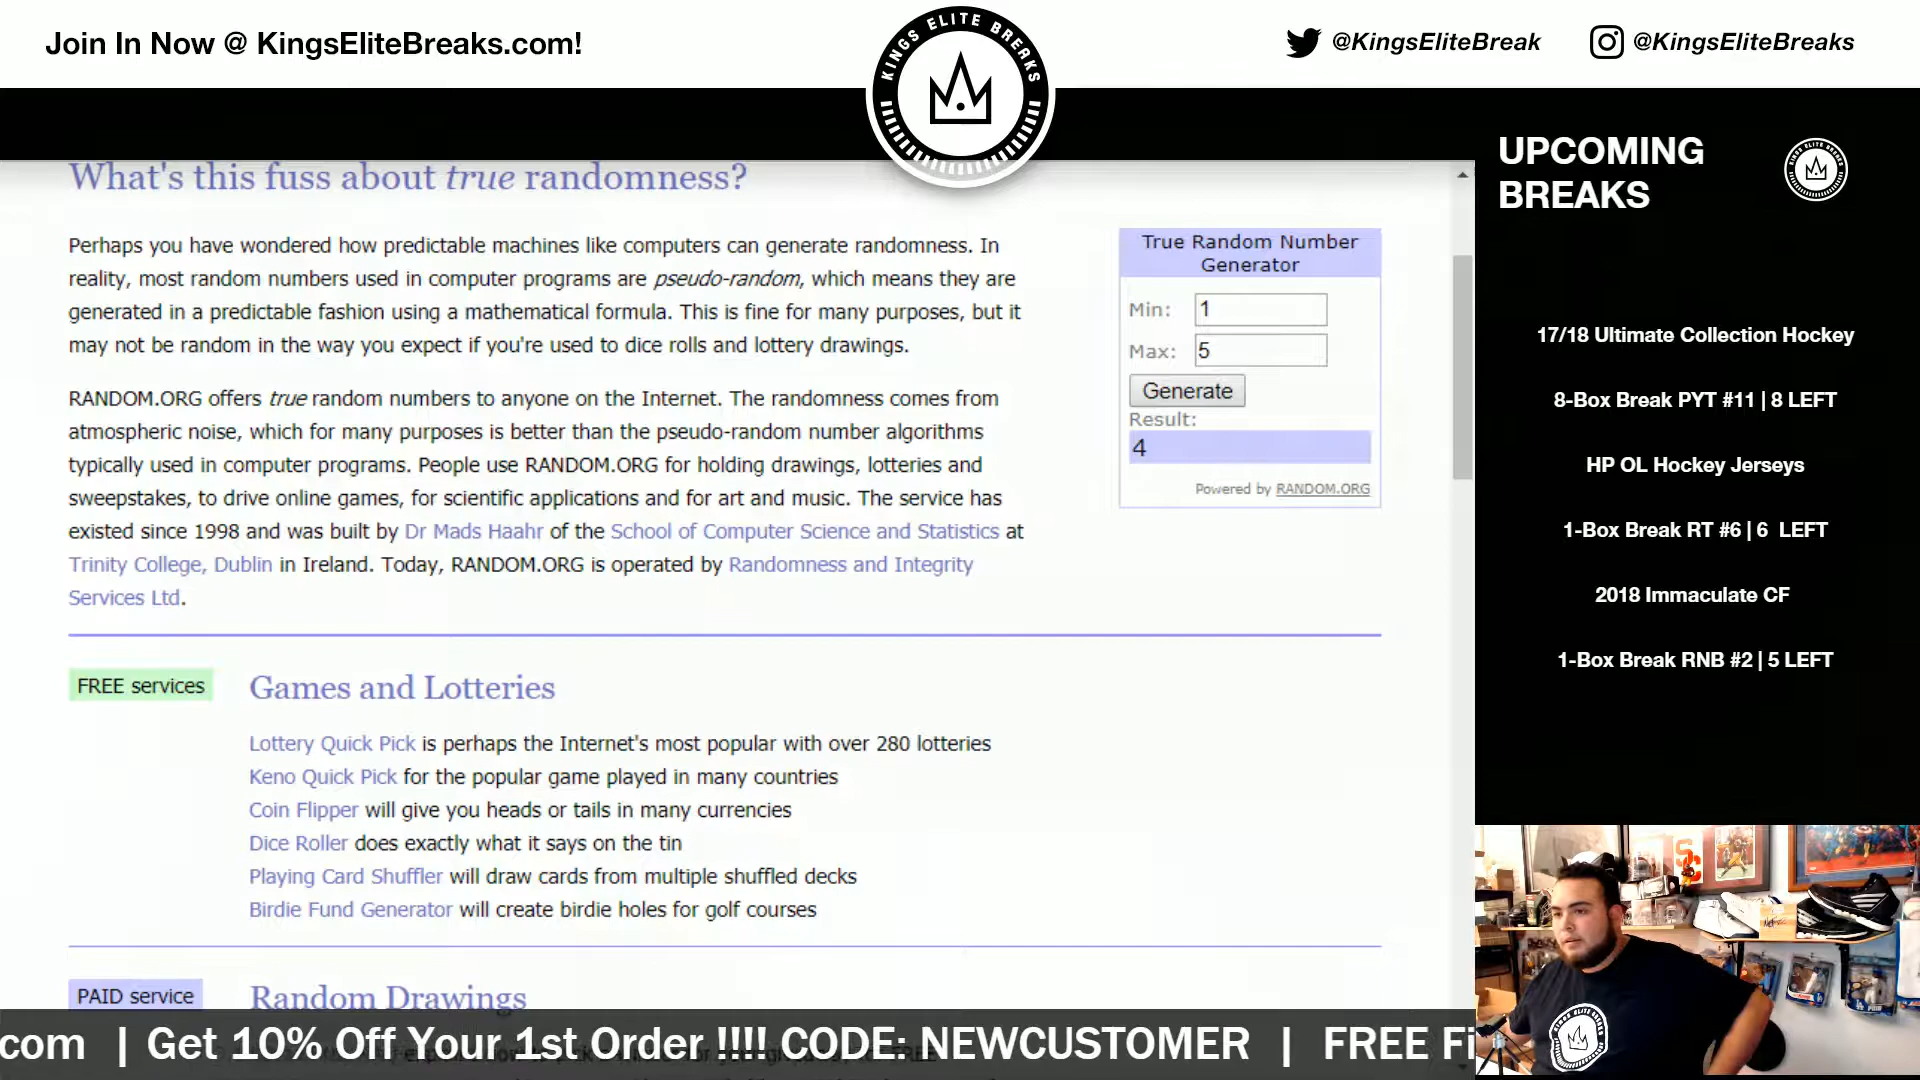 Join In Now @ KingsEliteBreaks.com!
KINGS ELITE BREAKS
@KingsEliteBreak
@KingsEliteBreaks
What's this fuss about true randomness?
Perhaps you have wondered how predictable machines like computers can generate randomness. In
reality, most random numbers used in computer programs are pseudo-random, which means they are
generated in a predictable fashion using a mathematical formula. This is fine for many purposes, but it
may not be random in the way you expect if you're used to dice rolls and lottery drawings.
RANDOM.ORG offers true random numbers to anyone on the Internet. The randomness comes from
atmospheric noise, which for many purposes is better than the pseudo-random number algorithms
typically used in computer programs. People use RANDOM.ORG for holding drawings, lotteries and
sweepstakes, to drive online games, for scientific applications and for art and music. The service has
existed since 1998 and was built by Dr Mads Haahr of the School of Computer Science and Statistics at
Trinity College, Dublin in Ireland. Today, RANDOM.ORG is operated by Randomness and Integrity
Services Ltd.
True Random Number
Generator
Min: 1
Max: 5
Generate
Result:
4
Powered by RANDOM.ORG
FREE services
Games and Lotteries
Lottery Quick Pick is perhaps the Internet's most popular with over 280 lotteries
Keno Quick Pick for the popular game played in many countries
Coin Flipper will give you heads or tails in many currencies
Dice Roller does exactly what it says on the tin
Playing Card Shuffler will draw cards from multiple shuffled decks
Birdie Fund Generator will create birdie holes for golf courses
PAID service
Random Drawings
UPCOMING
BREAKS
KINGS ELITE BREAKS
17/18 Ultimate Collection Hockey
8-Box Break PYT #11 | 8 LEFT
HP OL Hockey Jerseys
1-Box Break RT #6 | 6 LEFT
2018 Immaculate CF
1-Box Break RNB #2 | 5 LEFT
com | Get 10% Off Your 1st Order !!!! CODE: NEWCUSTOMER | FREE Fi